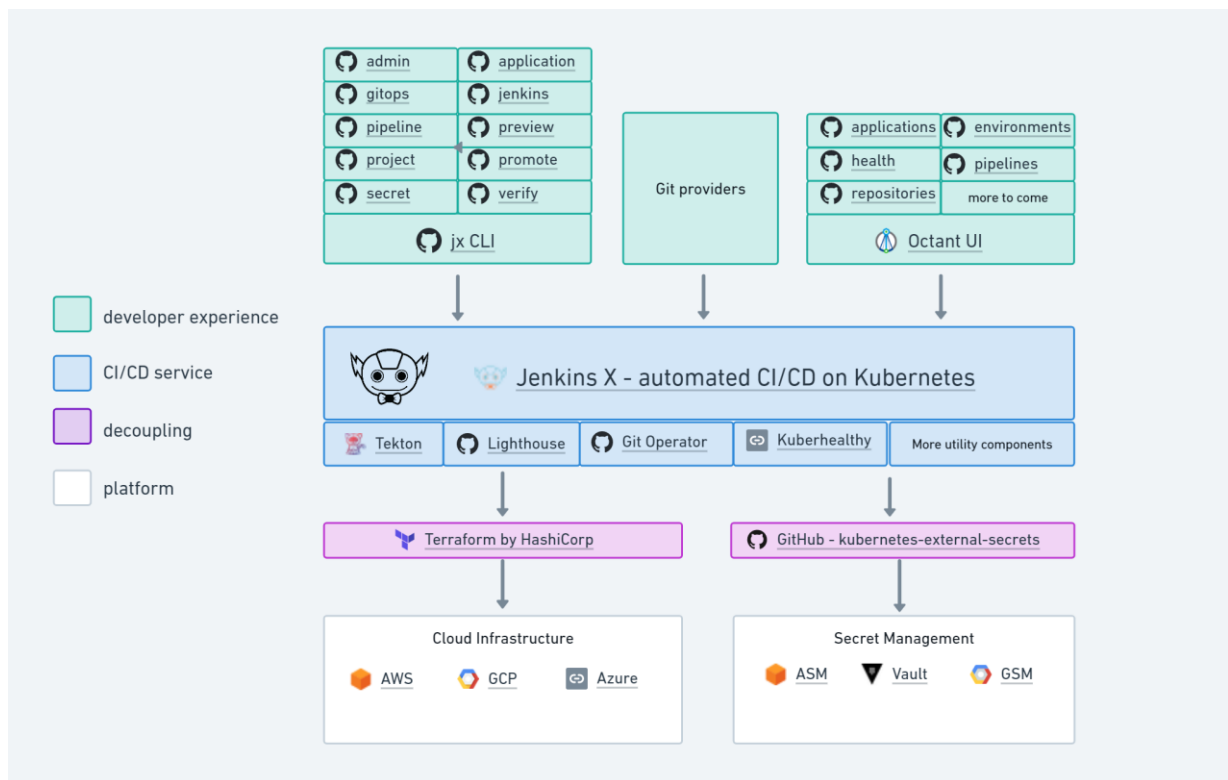 admin
application
gitops
jenkins
pipeline
preview
project
promote
secret
verify
jx CLI
Git providers
applications
environments
health
pipelines
repositories
more to come
Octant UI
developer experience
CI/CD service
decoupling
platform
Jenkins X - automated CI/CD on Kubernetes
Tekton
Lighthouse
Git Operator
Kuberhealthy
More utility components
Terraform by HashiCorp
GitHub - kubernetes-external-secrets
Cloud Infrastructure
AWS
GCP
Azure
Secret Management
ASM
Vault
GSM